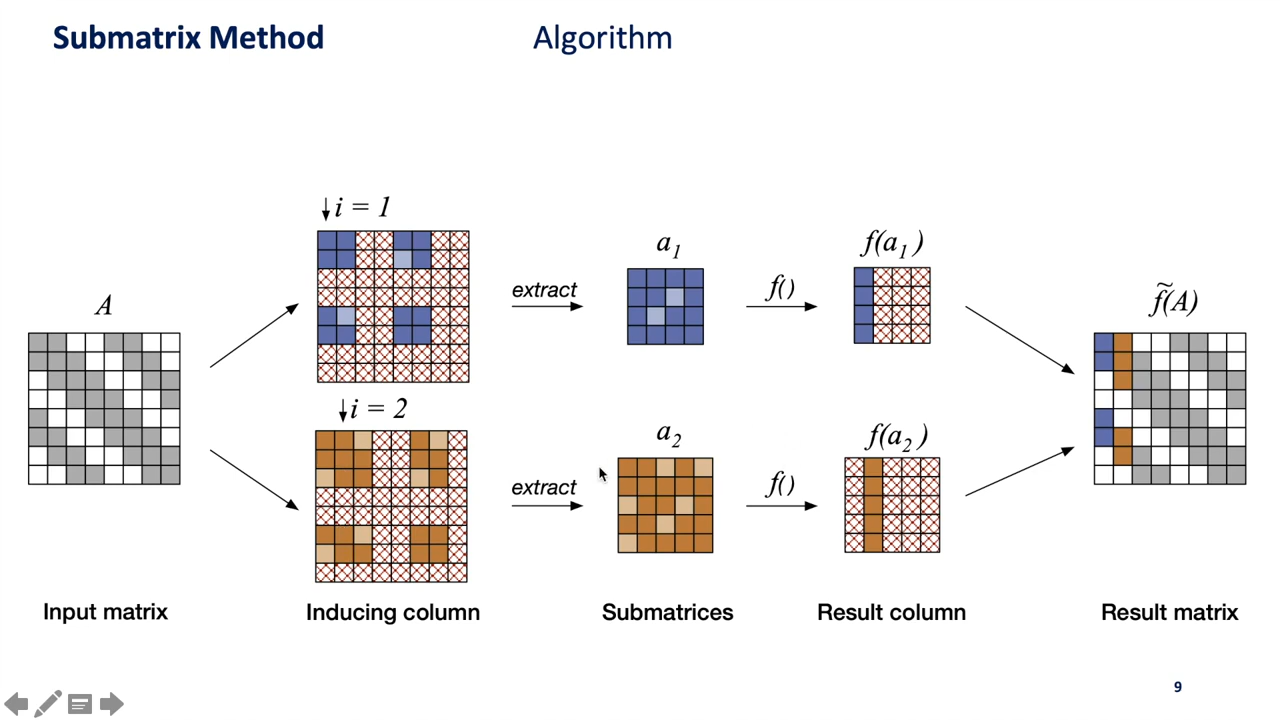 Submatrix Method
Algorithm
↓i = 1
a₁
f(a₁)
A
extract
f()
f̃(A)
↓i = 2
a₂
f(a₂)
extract
f()
Input matrix
Inducing column
Submatrices
Result column
Result matrix
9